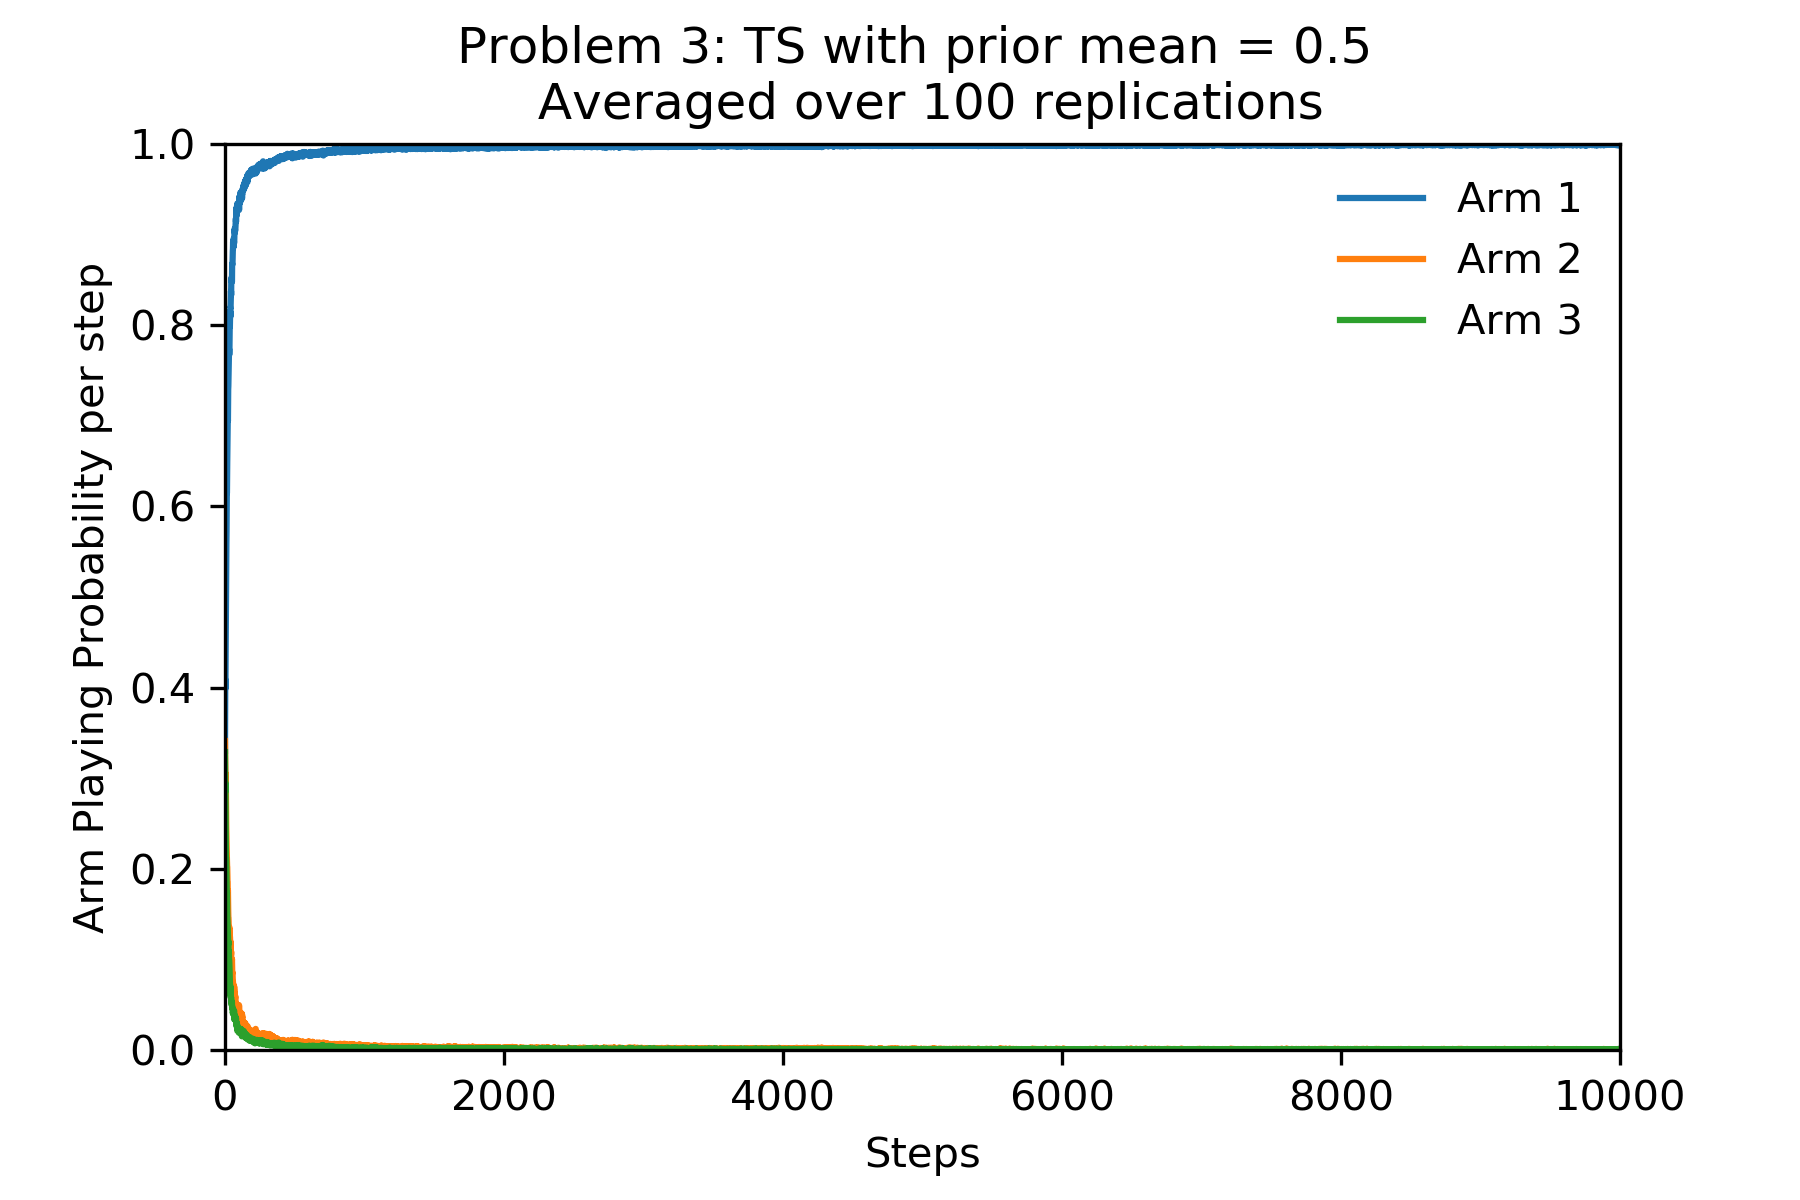 Problem 3: TS with prior mean = 0.5
Averaged over 100 replications
Arm Playing Probability per step
1.0
0.8
0.6
0.4
0.2
0.0
Arm 1
Arm 2
Arm 3
0 2000 4000 6000 8000 10000
Steps